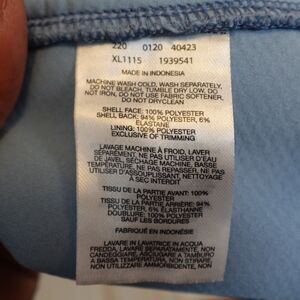 220 0120 40423
XL1115 1939541
MADE IN INDONESIA
MACHINE WASH COLD, WASH SEPARATELY,
DO NOT BLEACH, TUMBLE DRY LOW, DO
NOT IRON, DO NOT USE FABRIC SOFTENER,
DO NOT DRYCLEAN
SHELL FACE: 100% POLYESTER
SHELL BACK: 94% POLYESTER, 6%
ELASTANE
LINING: 100% POLYESTER
EXCLUSIVE OF TRIMMING
LAVAGE MACHINE À FROID, LAVER
SÉPAREMENT, NE PAS UTILISER D'EAU
DE JAVEL, SÉCHAGE MACHINE, BASSE
TEMPÉRATURE, NE PAS REPASSER, NE PAS
UTILISER D'ASSOUPLISSANT, NETTOYAGE
À SEC INTERDIT
TISSU DE LA PARTIE AVANT: 100%
POLYESTER
TISSU DE LA PARTIE ARRIÈRE: 94%
POLYESTER, 6% ÉLASTHANNE
DOUBLURE: 100% POLYESTER
SAUF LES BORDURES
FABRIQUÉ EN INDONÉSIE
LAVARE IN LAVATRICE IN ACQUA
FREDDA, LAVARE SEPARATAMENTE, NON
CANDEGGIARE, ASCIUGARE A TAMBURO
A BASSA TEMPERATURA, NON STIRARE,
NON USARE AMMORBIDENTE, NON